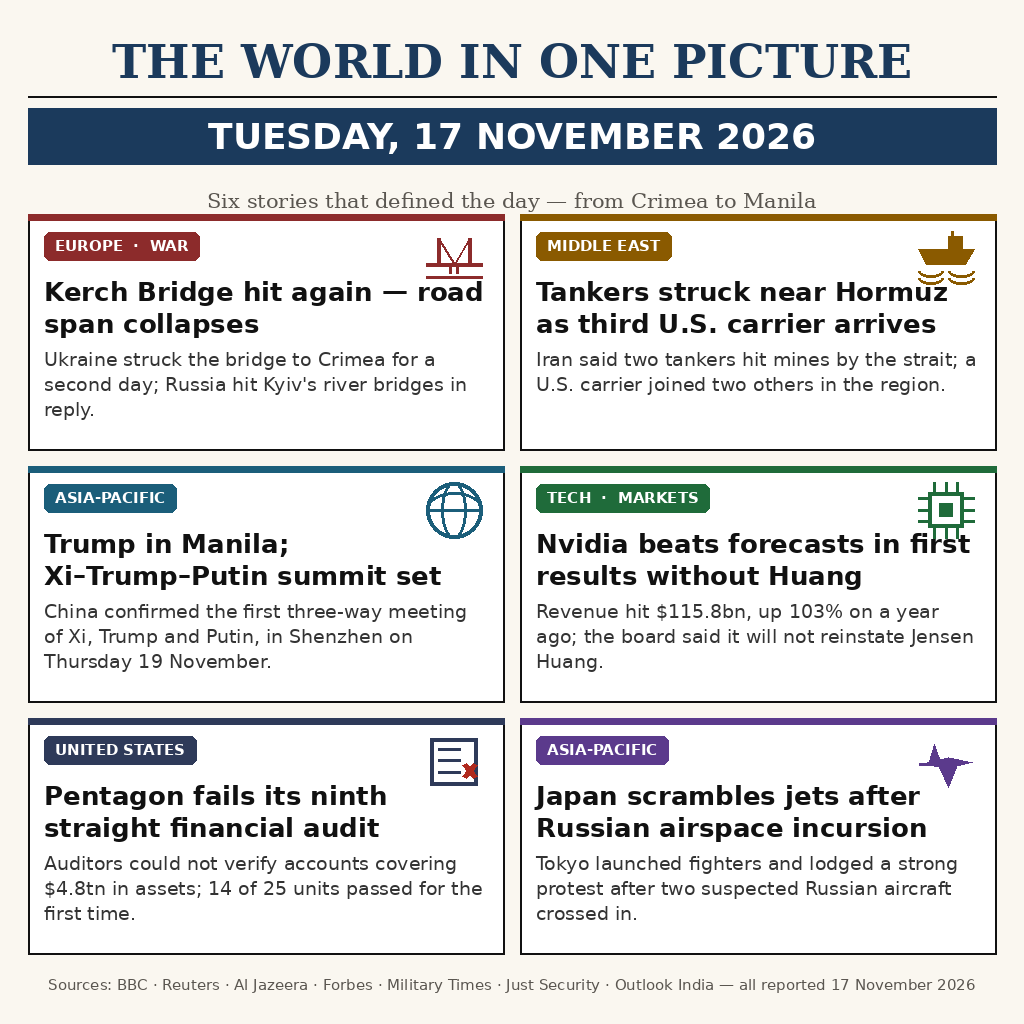 THE WORLD IN ONE PICTURE
TUESDAY, 17 NOVEMBER 2026
Six stories that defined the day — from Crimea to Manila
EUROPE · WAR
Kerch Bridge hit again — road
span collapses
Ukraine struck the bridge to Crimea for a
second day; Russia hit Kyiv's river bridges in
reply.
MIDDLE EAST
Tankers struck near Hormuz
as third U.S. carrier arrives
Iran said two tankers hit mines by the strait; a
U.S. carrier joined two others in the region.
ASIA-PACIFIC
Trump in Manila;
Xi–Trump–Putin summit set
China confirmed the first three-way meeting
of Xi, Trump and Putin, in Shenzhen on
Thursday 19 November.
TECH · MARKETS
Nvidia beats forecasts in first
results without Huang
Revenue hit $115.8bn, up 103% on a year
ago; the board said it will not reinstate Jensen
Huang.
UNITED STATES
Pentagon fails its ninth
straight financial audit
Auditors could not verify accounts covering
$4.8tn in assets; 14 of 25 units passed for the
first time.
ASIA-PACIFIC
Japan scrambles jets after
Russian airspace incursion
Tokyo launched fighters and lodged a strong
protest after two suspected Russian aircraft
crossed in.
Sources: BBC · Reuters · Al Jazeera · Forbes · Military Times · Just Security · Outlook India — all reported 17 November 2026